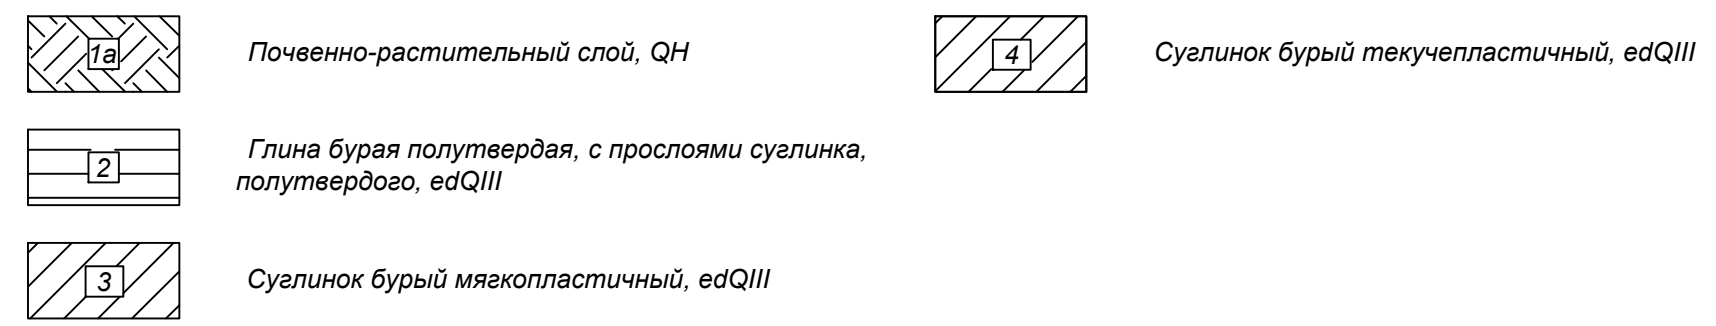 1а
Почвенно-растительный слой, QH
2
Глина бурая полутвердая, с прослоями суглинка,
полутвердого, edQIII
3
Суглинок бурый мягкопластичный, edQIII
4
Суглинок бурый текучепластичный, edQIII